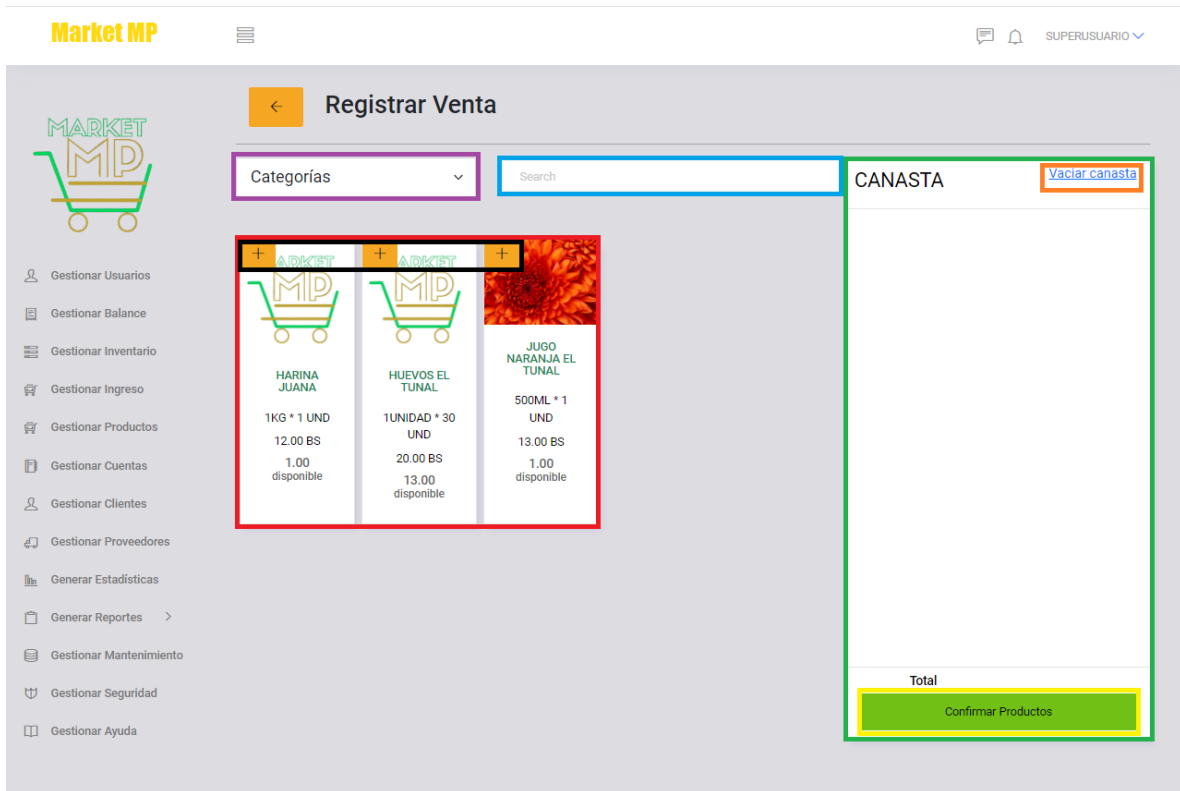 Market MP
SUPERUSUARIO
MARKET
MP
Registrar Venta
Categorías
Search
CANASTA
Vaciar canasta
Gestionar Usuarios
Gestionar Balance
Gestionar Inventario
Gestionar Ingreso
Gestionar Productos
Gestionar Cuentas
Gestionar Clientes
Gestionar Proveedores
Generar Estadísticas
Generar Reportes
Gestionar Mantenimiento
Gestionar Seguridad
Gestionar Ayuda
+
MARKET
MP
HARINA
JUANA
1KG * 1 UND
12.00 BS
1.00
disponible
+
MARKET
MP
HUEVOS EL
TUNAL
1UNIDAD * 30
UND
20.00 BS
13.00
disponible
+
JUGO
NARANJA EL
TUNAL
500ML * 1
UND
13.00 BS
1.00
disponible
Total
Confirmar Productos